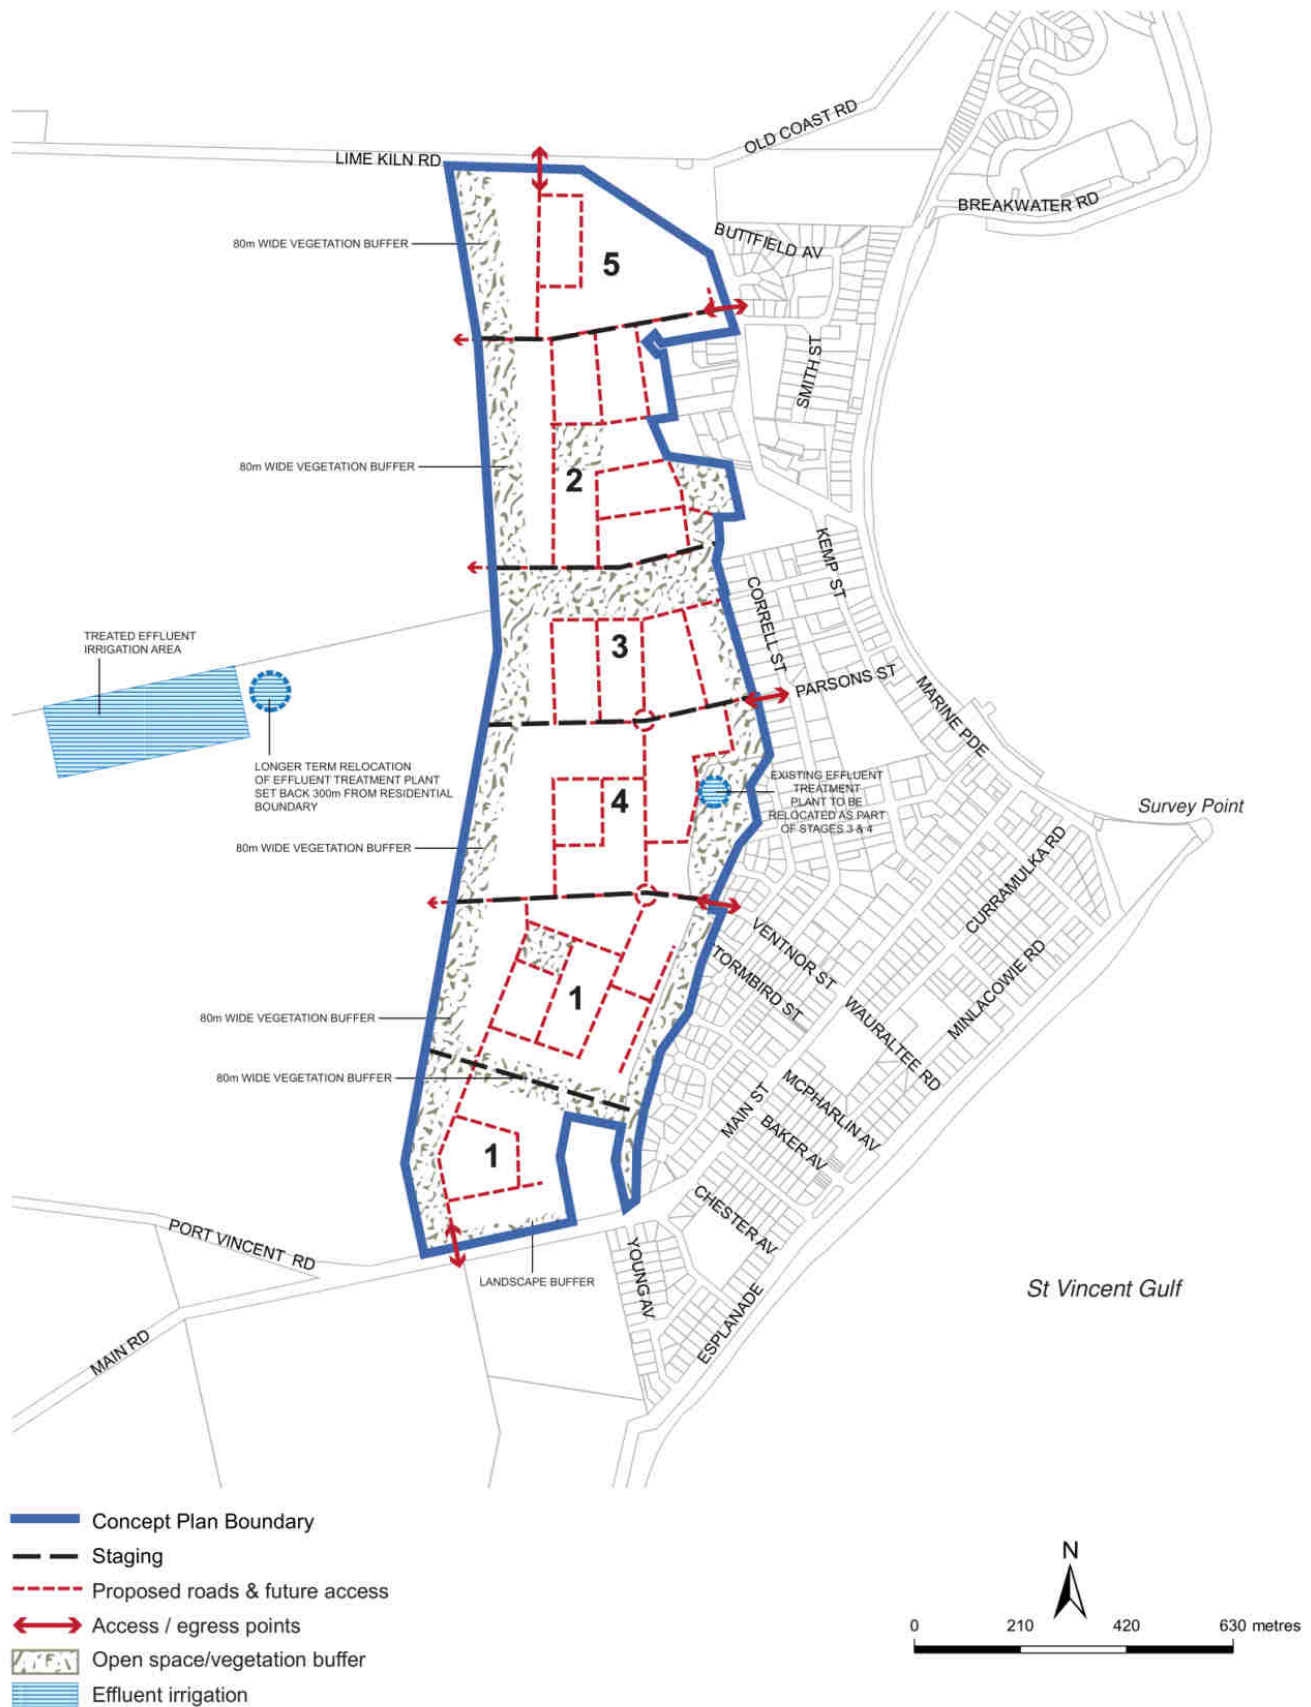 OLD COAST RD
LIME KILN RD
BREAKWATER RD
80m WIDE VEGETATION BUFFER
BUTTFIELD AV
5
SMITH ST
80m WIDE VEGETATION BUFFER
2
KEMP ST
CORRELL ST
TREATED EFFLUENT
IRRIGATION AREA
3
PARSONS ST
MARINE PDE
LONGER TERM RELOCATION
OF EFFLUENT TREATMENT PLANT
SET BACK 300m FROM RESIDENTIAL
BOUNDARY
EXISTING EFFLUENT
TREATMENT
PLANT TO BE
RELOCATED AS PART
OF STAGES 3 & 4
4
Survey Point
80m WIDE VEGETATION BUFFER
CURRAMULKA RD
VENTNOR ST
TORMBIRD ST
1
WAURALTEE RD
MINLACOWIE RD
80m WIDE VEGETATION BUFFER
80m WIDE VEGETATION BUFFER
MAIN ST
MCPHARLIN AV
BAKER AV
1
CHESTER AV
PORT VINCENT RD
YOUNG AV
LANDSCAPE BUFFER
ESPLANADE
St Vincent Gulf
MAIN RD
Concept Plan Boundary
Staging
Proposed roads & future access
Access / egress points
Open space/vegetation buffer
Effluent irrigation
N
0 210 420 630 metres